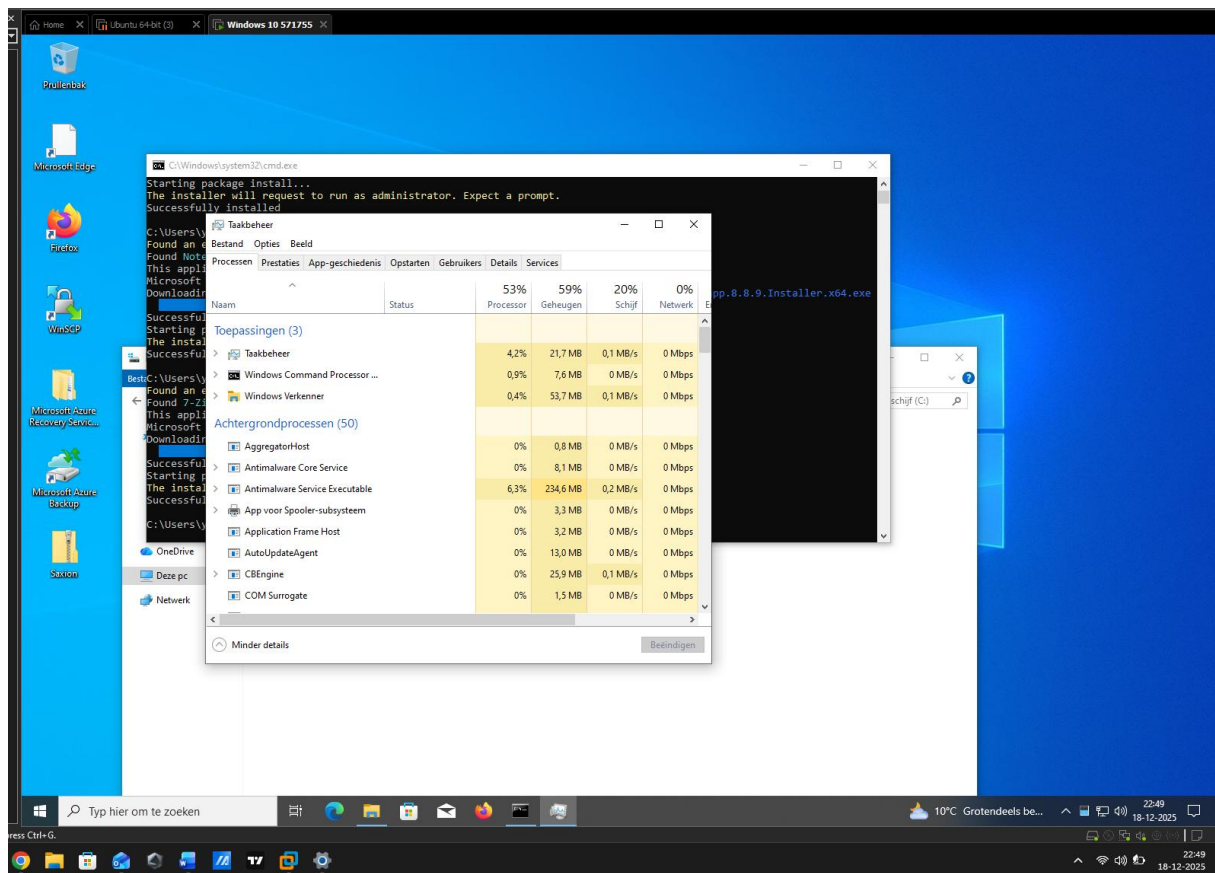 Home
Ubuntu 64-bit (3)
Windows 10 571755
Prullenbak
Microsoft Edge
Firefox
WinSCP
Microsoft Azure
Recovery Servic...
Microsoft Azure
Backup
Saxion
C:\Windows\system32\cmd.exe
Starting package install...
The installer will request to run as administrator. Expect a prompt.
Successfully installed
C:\Users\y
Found an e
Found Note
This appli
Microsoft
Downloadin
pp.8.8.9.Installer.x64.exe
Successful
Starting p
The instal
Successful
C:\Users\y
Found an e
Found 7-Zi
This appli
Microsoft
Downloadin
Successful
Starting p
The instal
Successful
C:\Users\y
Best
schijf (C:)
OneDrive
Deze pc
Netwerk
Taakbeheer
Bestand Opties Beeld
Processen Prestaties App-geschiedenis Opstarten Gebruikers Details Services
53% 59% 20% 0%
Naam Status Processor Geheugen Schijf Netwerk
Toepassingen (3)
Taakbeheer 4,2% 21,7 MB 0,1 MB/s 0 Mbps
Windows Command Processor ... 0,9% 7,6 MB 0 MB/s 0 Mbps
Windows Verkenner 0,4% 53,7 MB 0,1 MB/s 0 Mbps
Achtergrondprocessen (50)
AggregatorHost 0% 0,8 MB 0 MB/s 0 Mbps
Antimalware Core Service 0% 8,1 MB 0 MB/s 0 Mbps
Antimalware Service Executable 6,3% 234,6 MB 0,2 MB/s 0 Mbps
App voor Spooler-subsysteem 0% 3,3 MB 0 MB/s 0 Mbps
Application Frame Host 0% 3,2 MB 0 MB/s 0 Mbps
AutoUpdateAgent 0% 13,0 MB 0 MB/s 0 Mbps
CBEngine 0% 25,9 MB 0,1 MB/s 0 Mbps
COM Surrogate 0% 1,5 MB 0 MB/s 0 Mbps
Minder details
Beëindigen
Typ hier om te zoeken
10°C Grotendeels be...
22:49
18-12-2025
press Ctrl+G.
22:49
18-12-2025